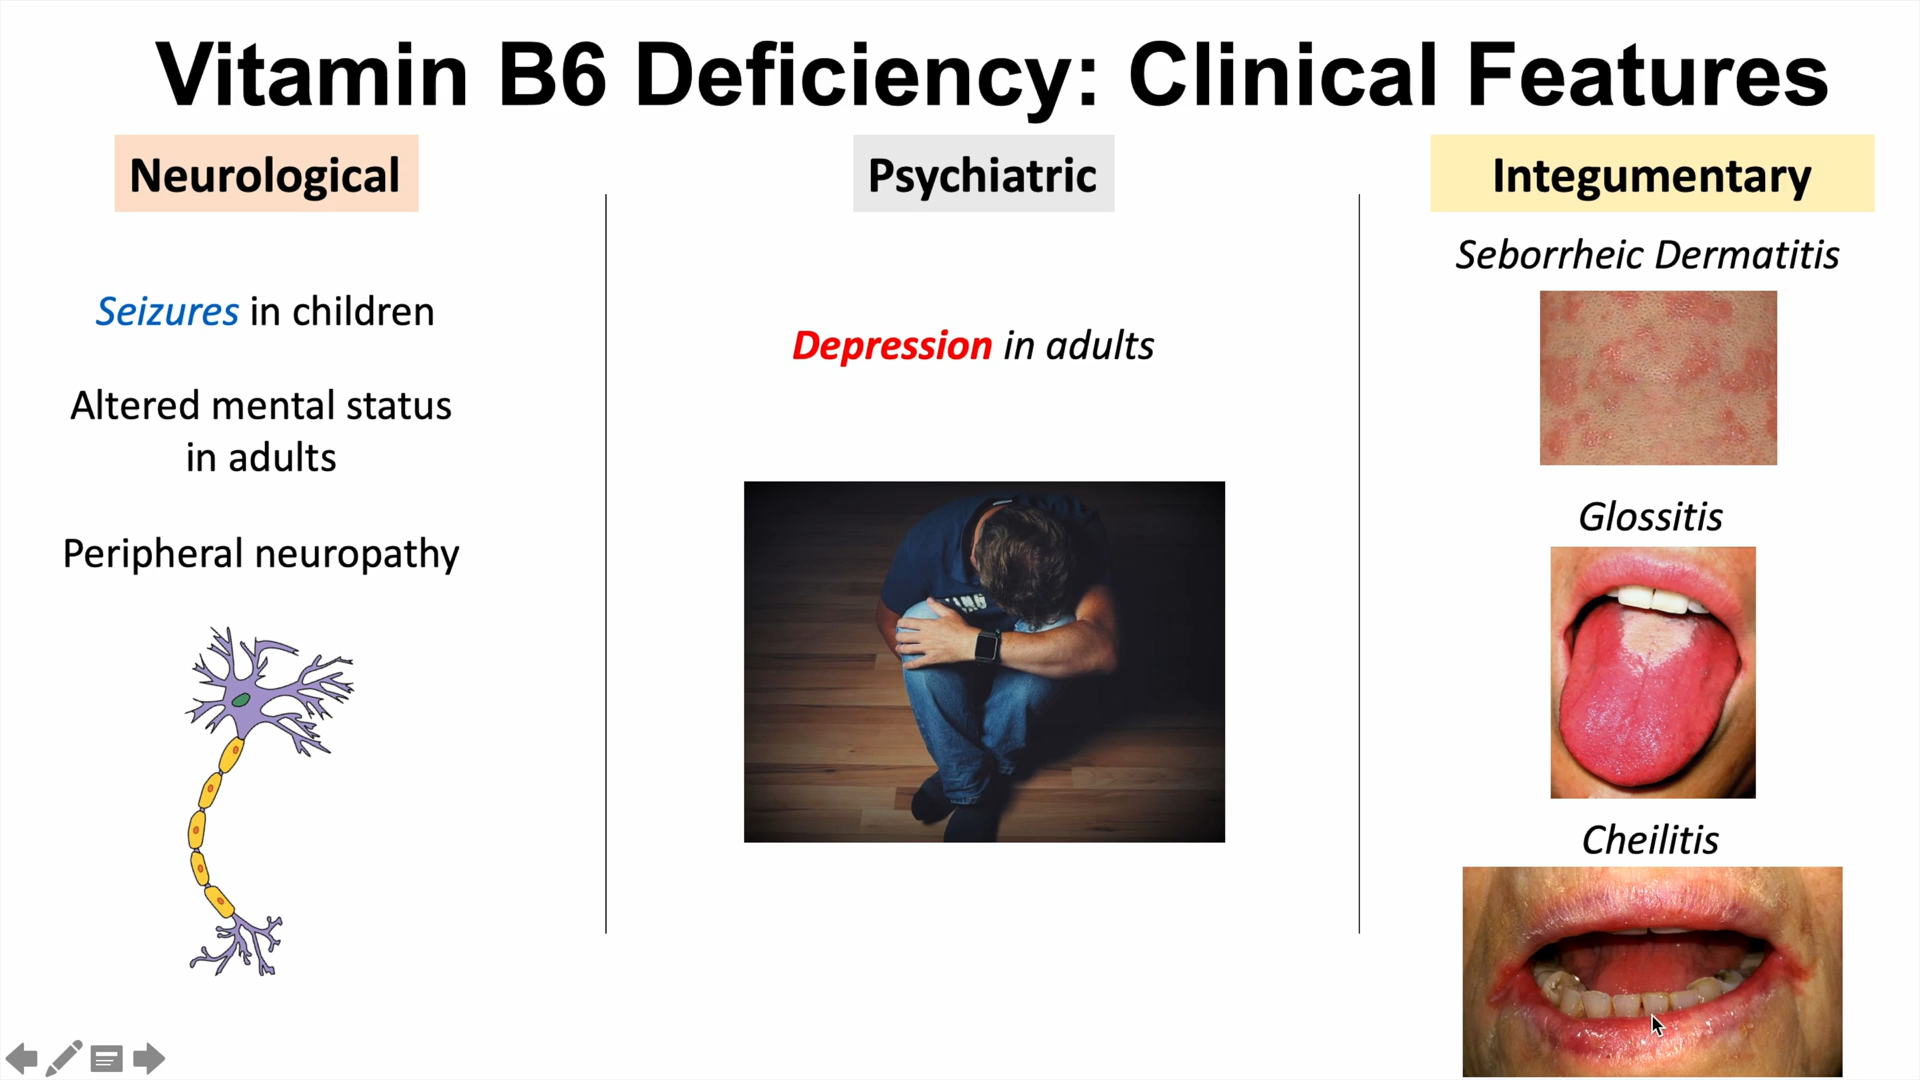 Vitamin B6 Deficiency: Clinical Features
Neurological
Seizures in children
Altered mental status
in adults
Peripheral neuropathy
Psychiatric
Depression in adults
Integumentary
Seborrheic Dermatitis
Glossitis
Cheilitis